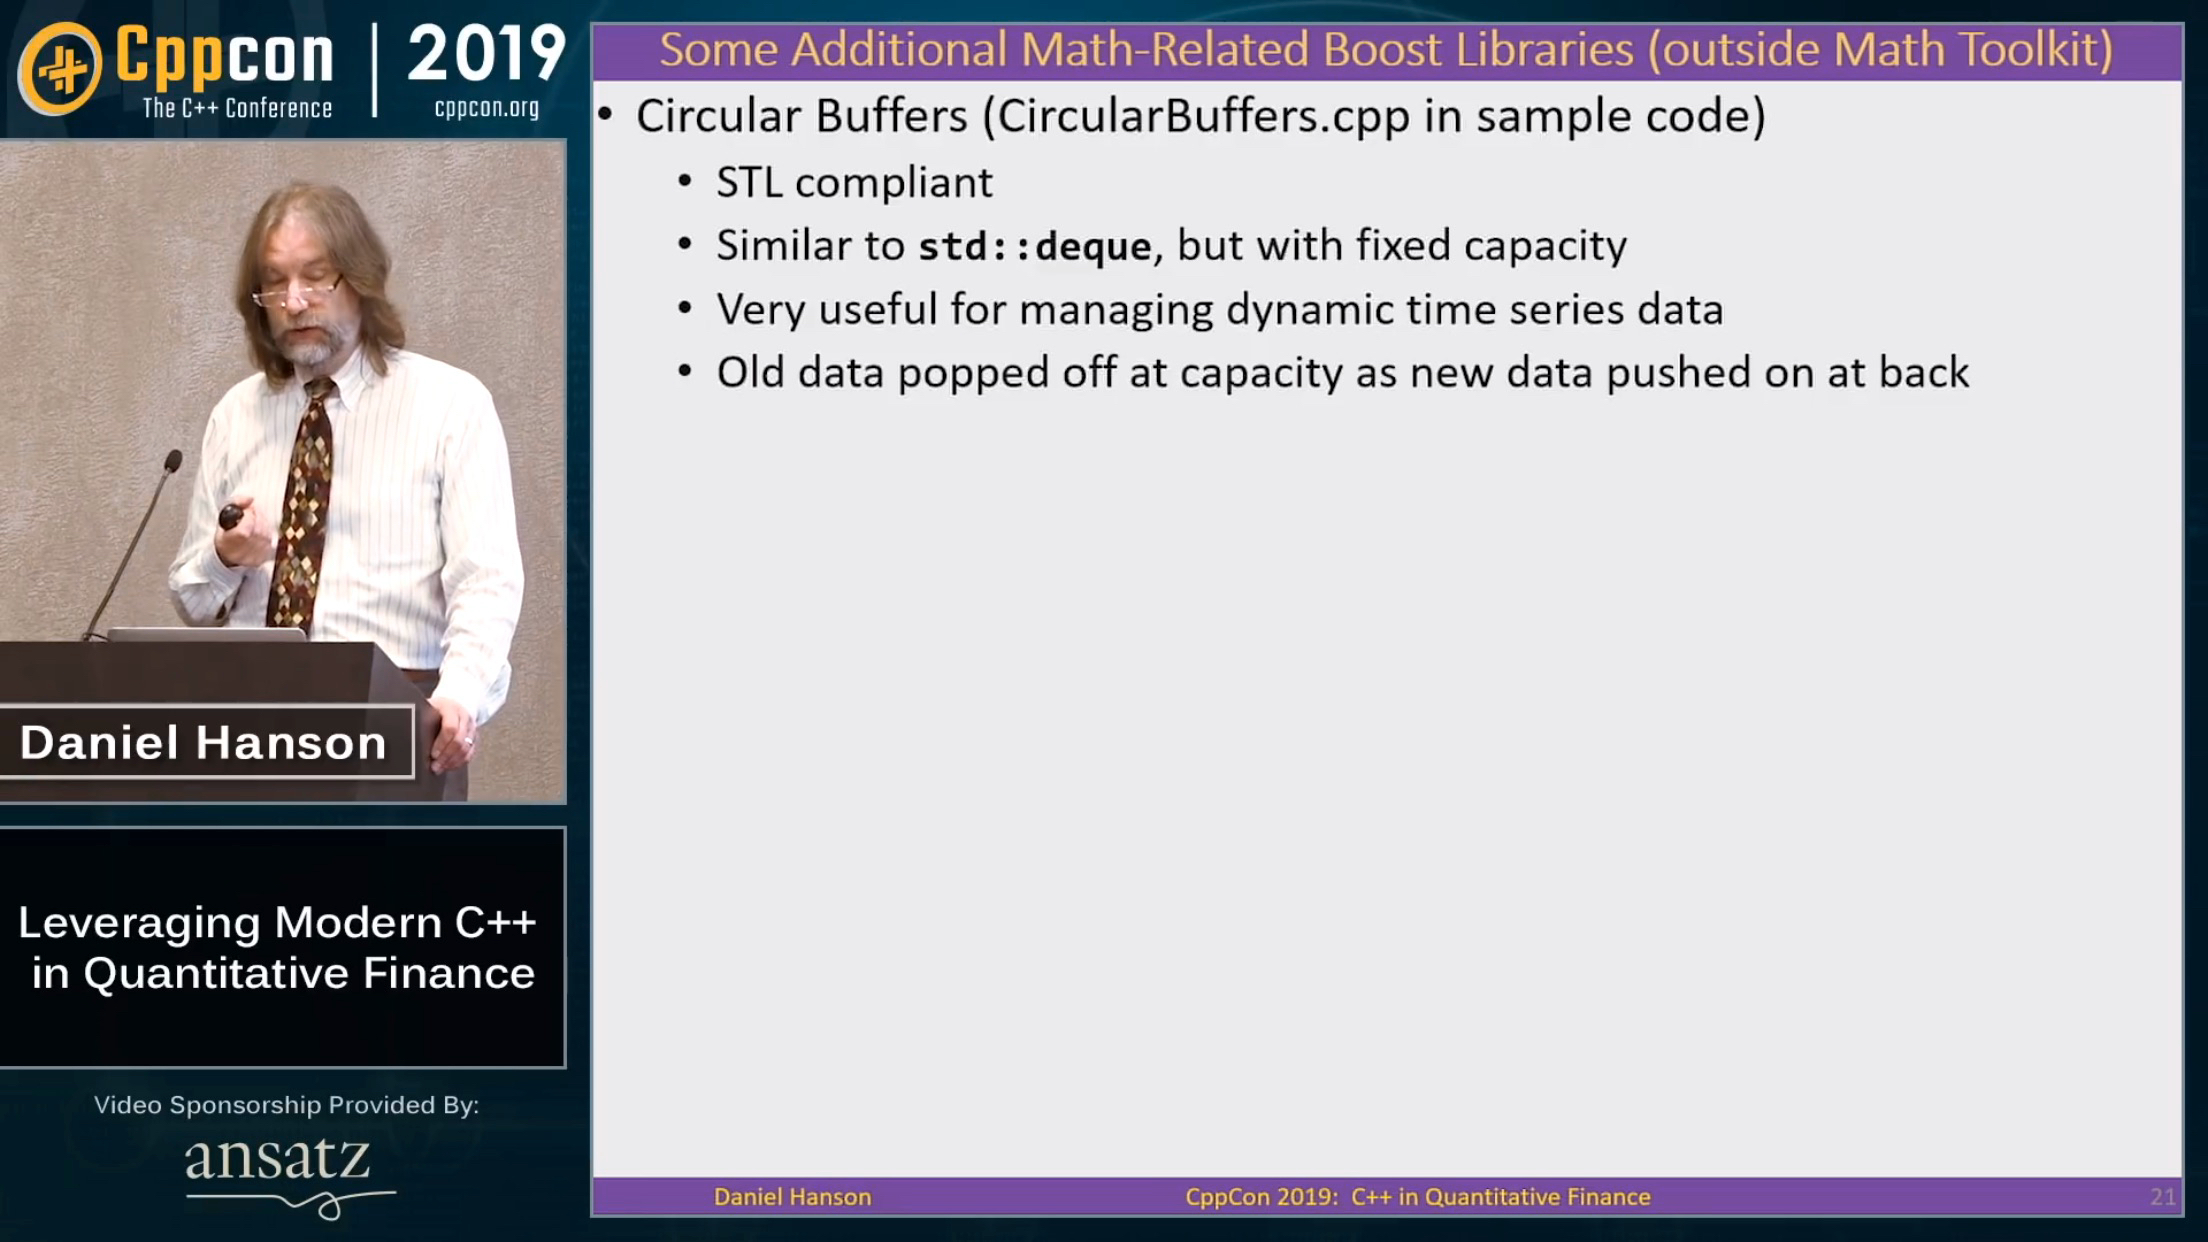 Cppcon
The C++ Conference
2019
cppcon.org
Daniel Hanson
Leveraging Modern C++
in Quantitative Finance
Video Sponsorship Provided By:
ansatz
Some Additional Math-Related Boost Libraries (outside Math Toolkit)
• Circular Buffers (CircularBuffers.cpp in sample code)
• STL compliant
• Similar to std::deque, but with fixed capacity
• Very useful for managing dynamic time series data
• Old data popped off at capacity as new data pushed on at back
Daniel Hanson
CppCon 2019: C++ in Quantitative Finance
21